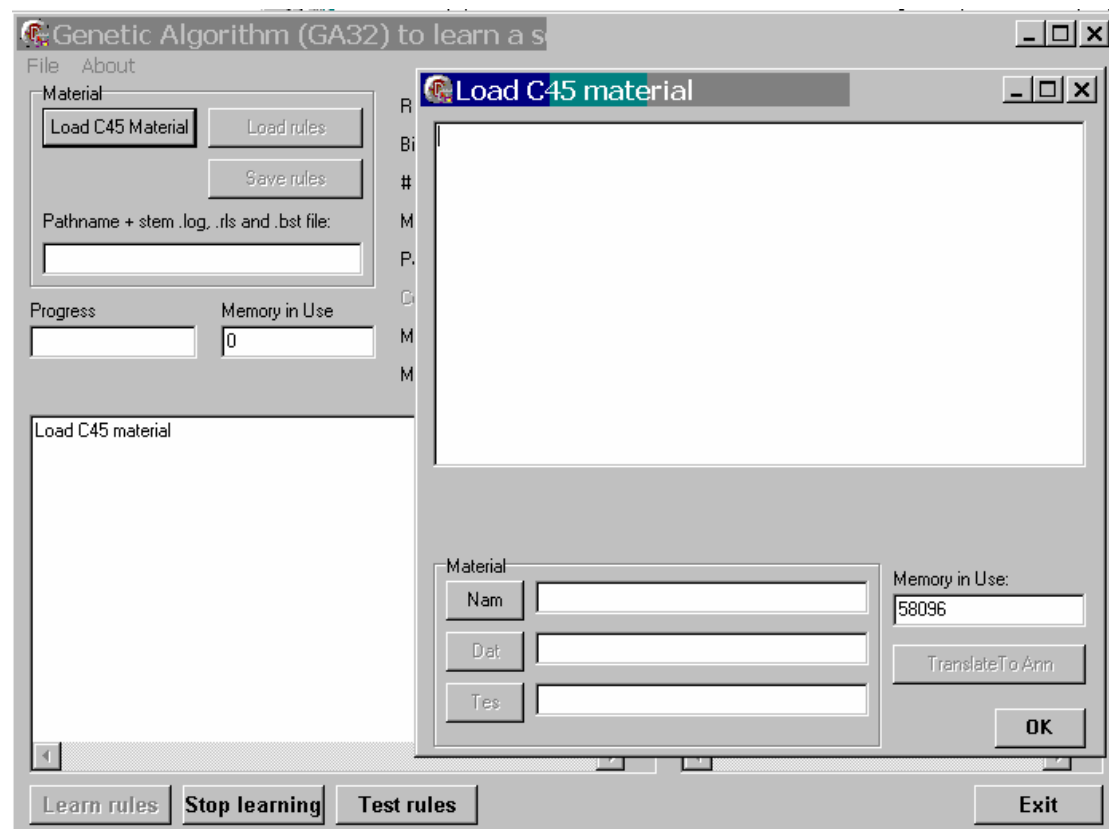 Genetic Algorithm (GA32) to learn a s
File About
Material
Load C45 Material
Load rules
Save rules
Pathname + stem .log, .rls and .bst file:
Progress
Memory in Use
0
R
Bi
#
M
P
M
M
Load C45 material
Learn rules
Stop learning
Test rules
Exit
Load C45 material
Material
Nam
Dat
Tes
Memory in Use:
58096
TranslateTo Ann
OK